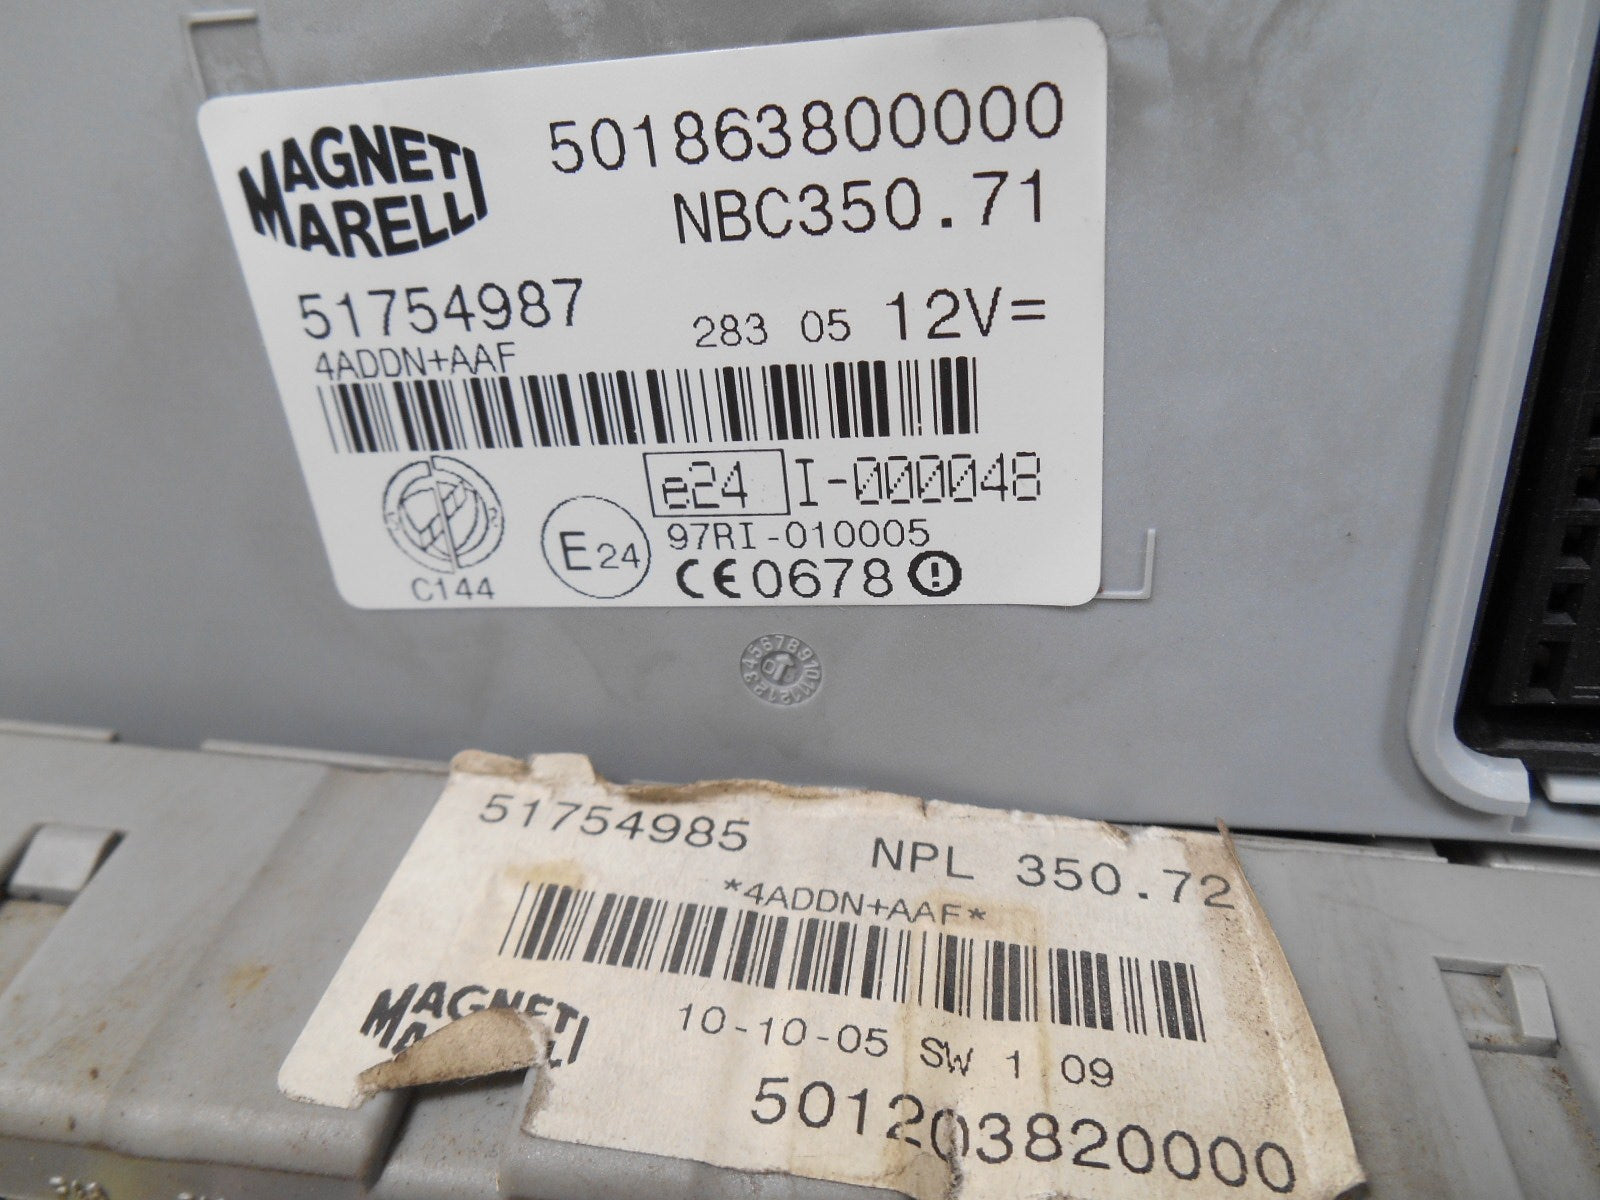 MAGNETI
MARELLI
501863800000
NBC350.71
51754987
283 05 12V=
4ADDN+AAF
e24 I-000048
97RI-010005
E24
CE0678
C144
51754985
NPL 350.72
*4ADDN+AAF*
MAGNETI
10-10-05 SW 1 09
501203820000